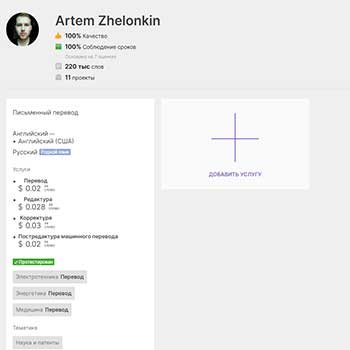 Artem Zhelonkin
100% Качество
100% Соблюдение сроков
Основано на 7 оценках
220 тыс слов
11 проекты
Письменный перевод
Английский —
• Английский (США)
Русский Родной язык
Услуги
• Перевод
$ 0.02 за слово
• Редактура
$ 0.028 за слово
• Корректура
$ 0.03 за слово
• Постредактура машинного перевода
$ 0.02 за слово
✓ Протестирован
Электротехника Перевод
Энергетика Перевод
Медицина Перевод
Тематика
Наука и патенты
ДОБАВИТЬ УСЛУГУ